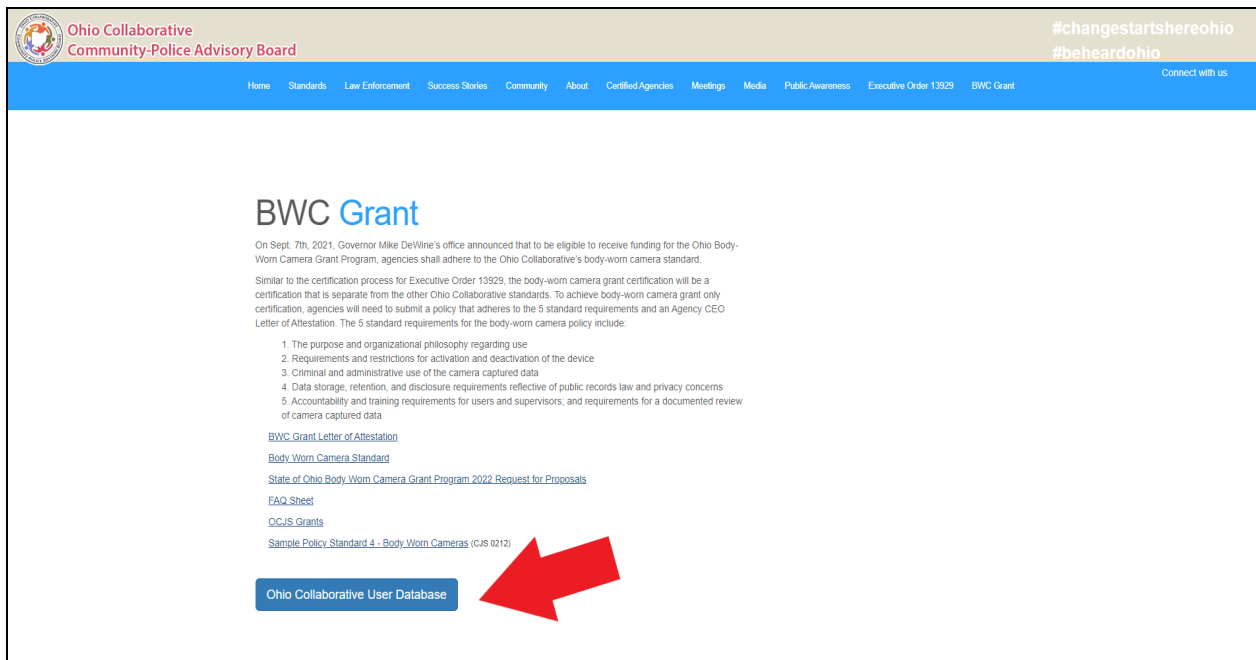 Ohio Collaborative
Community-Police Advisory Board
#changestartshereohio
#beheardohio
Connect with us
Home Standards Law Enforcement Success Stories Community About Certified Agencies Meetings Media Public Awareness Executive Order 13929 BWC Grant
BWC Grant
On Sept. 7th, 2021, Governor Mike DeWine's office announced that to be eligible to receive funding for the Ohio Body-
Worn Camera Grant Program, agencies shall adhere to the Ohio Collaborative's body-worn camera standard.
Similar to the certification process for Executive Order 13929, the body-worn camera grant certification will be a
certification that is separate from the other Ohio Collaborative standards. To achieve body-worn camera grant only
certification, agencies will need to submit a policy that adheres to the 5 standard requirements and an Agency CEO
Letter of Attestation. The 5 standard requirements for the body-worn camera policy include:
1. The purpose and organizational philosophy regarding use
2. Requirements and restrictions for activation and deactivation of the device
3. Criminal and administrative use of the camera captured data
4. Data storage, retention, and disclosure requirements reflective of public records law and privacy concerns
5. Accountability and training requirements for users and supervisors; and requirements for a documented review
of camera captured data
BWC Grant Letter of Attestation
Body Worn Camera Standard
State of Ohio Body Worn Camera Grant Program 2022 Request for Proposals
FAQ Sheet
OCJS Grants
Sample Policy Standard 4 - Body Worn Cameras (CJS 0212)
Ohio Collaborative User Database